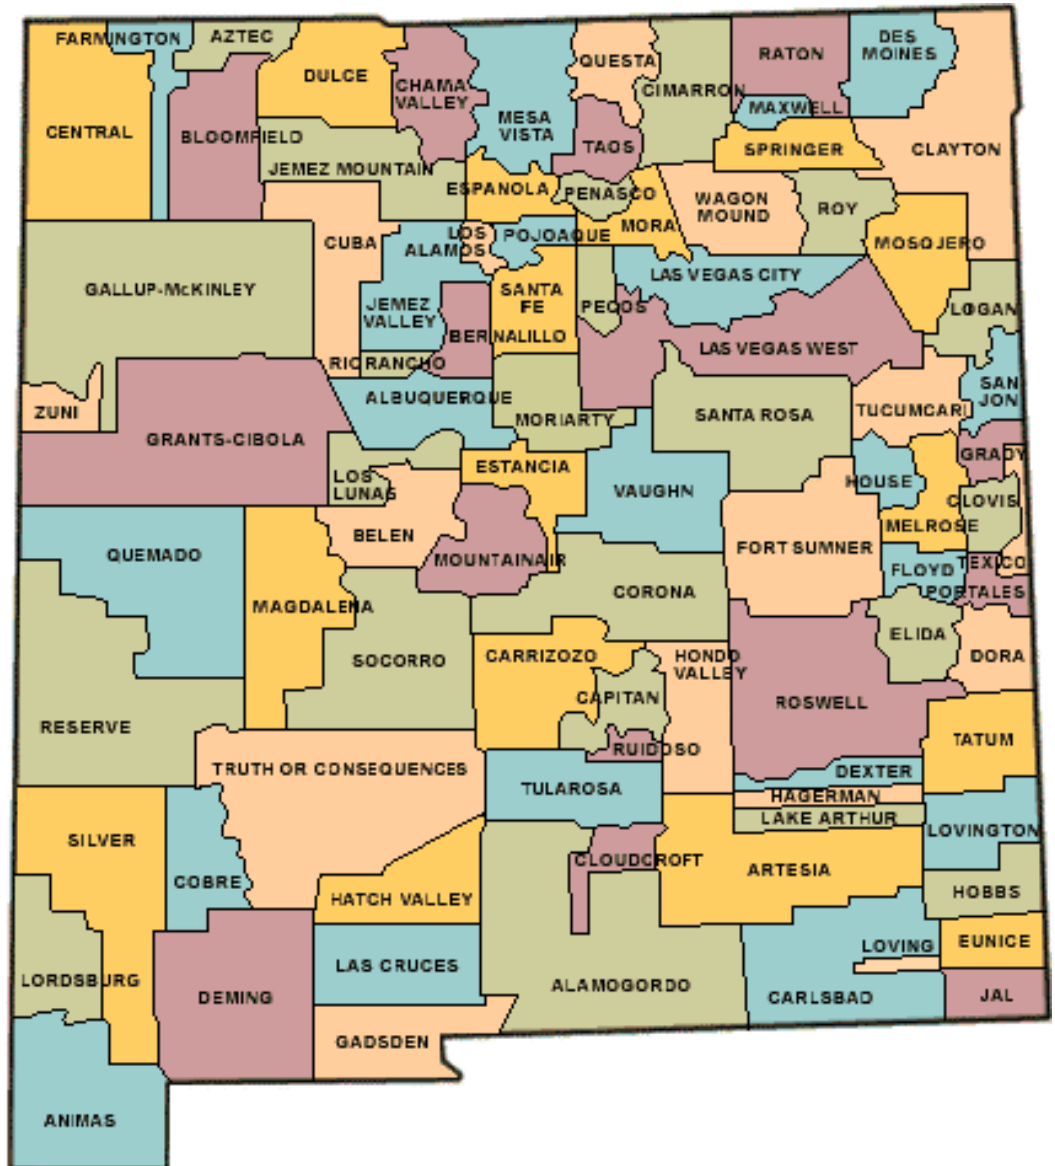 FARMINGTON
AZTEC
DULCE
CHAMA
VALLEY
MESA
VISTA
QUESTA
CIMARRON
RATON
DES
MOINES
CENTRAL
BLOOMFIELD
MAXWELL
TAOS
SPRINGER
CLAYTON
JEMEZ MOUNTAIN
ESPANOLA
PENASCO
WAGON
MOUND
ROY
CUBA
LOS
ALAMOS
POJOAQUE
MORA
MOSQJERO
GALLUP-McKINLEY
JEMEZ
VALLEY
SANTA
FE
PECOS
LAS VEGAS CITY
LOGAN
BERNALILLO
LAS VEGAS WEST
RIO RANCHO
ZUNI
ALBUQUERQUE
MORIARTY
SANTA ROSA
TUCUMCARI
SAN
JON
GRANTS-CIBOLA
LOS
LUNAS
ESTANCIA
VAUGHN
HOUSE
GRADY
CLOVIS
MELROSE
QUEMADO
BELEN
MOUNTAINAIR
FORT SUMNER
FLOYD
TEXICO
PORTALES
MAGDALENA
CORONA
ELIDA
DORA
SOCORRO
CARRIZOZO
HONDO
VALLEY
CAPITAN
ROSWELL
RESERVE
RUIDOSO
TATUM
TRUTH OR CONSEQUENCES
TULAROSA
DEXTER
HAGERMAN
LAKE ARTHUR
LOVINGTON
SILVER
COBRE
CLOUDCROFT
ARTESIA
HATCH VALLEY
HOBBS
LORDSBURG
DEMING
LAS CRUCES
ALAMOGORDO
LOVING
EUNICE
CARLSBAD
JAL
GADSDEN
ANIMAS